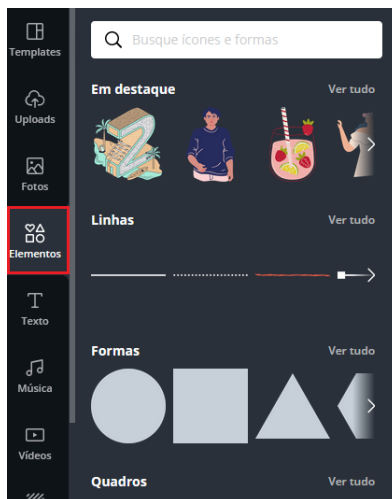 Templates
Uploads
Fotos
Elementos
Texto
Música
Vídeos
Busque ícones e formas
Em destaque Ver tudo
Linhas Ver tudo
Formas Ver tudo
Quadros Ver tudo